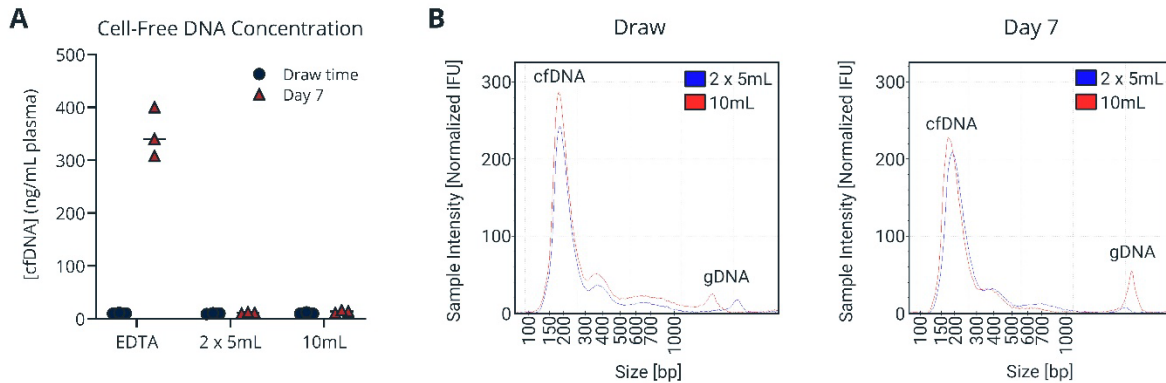 A
Cell-Free DNA Concentration
[cfDNA] (ng/mL plasma)
500
400
300
200
100
0
Draw time
Day 7
EDTA
2 x 5mL
10mL
B
Draw
Sample Intensity [Normalized IFU]
300
200
100
0
cfDNA
2 x 5mL
10mL
gDNA
100
150
200
300
400
500
600
700
1000
Size [bp]
Day 7
Sample Intensity [Normalized IFU]
300
200
100
0
cfDNA
2 x 5mL
10mL
gDNA
100
150
200
300
400
500
600
700
1000
Size [bp]